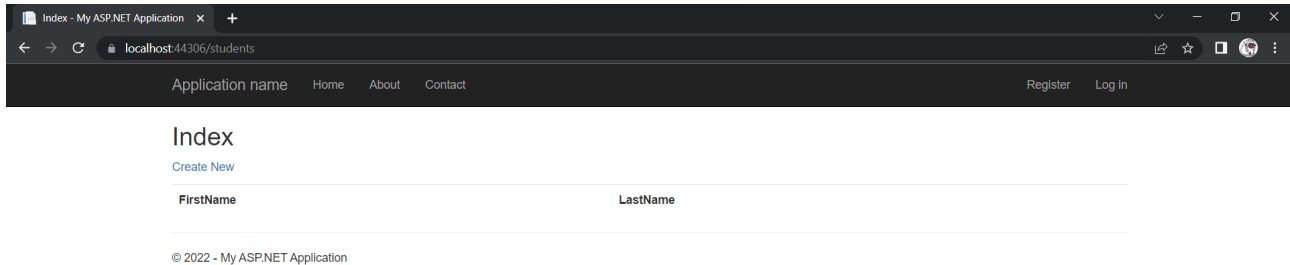 Index - My ASP.NET Application
localhost:44306/students
Application name Home About Contact Register Log in
Index
Create New
FirstName LastName
© 2022 - My ASP.NET Application